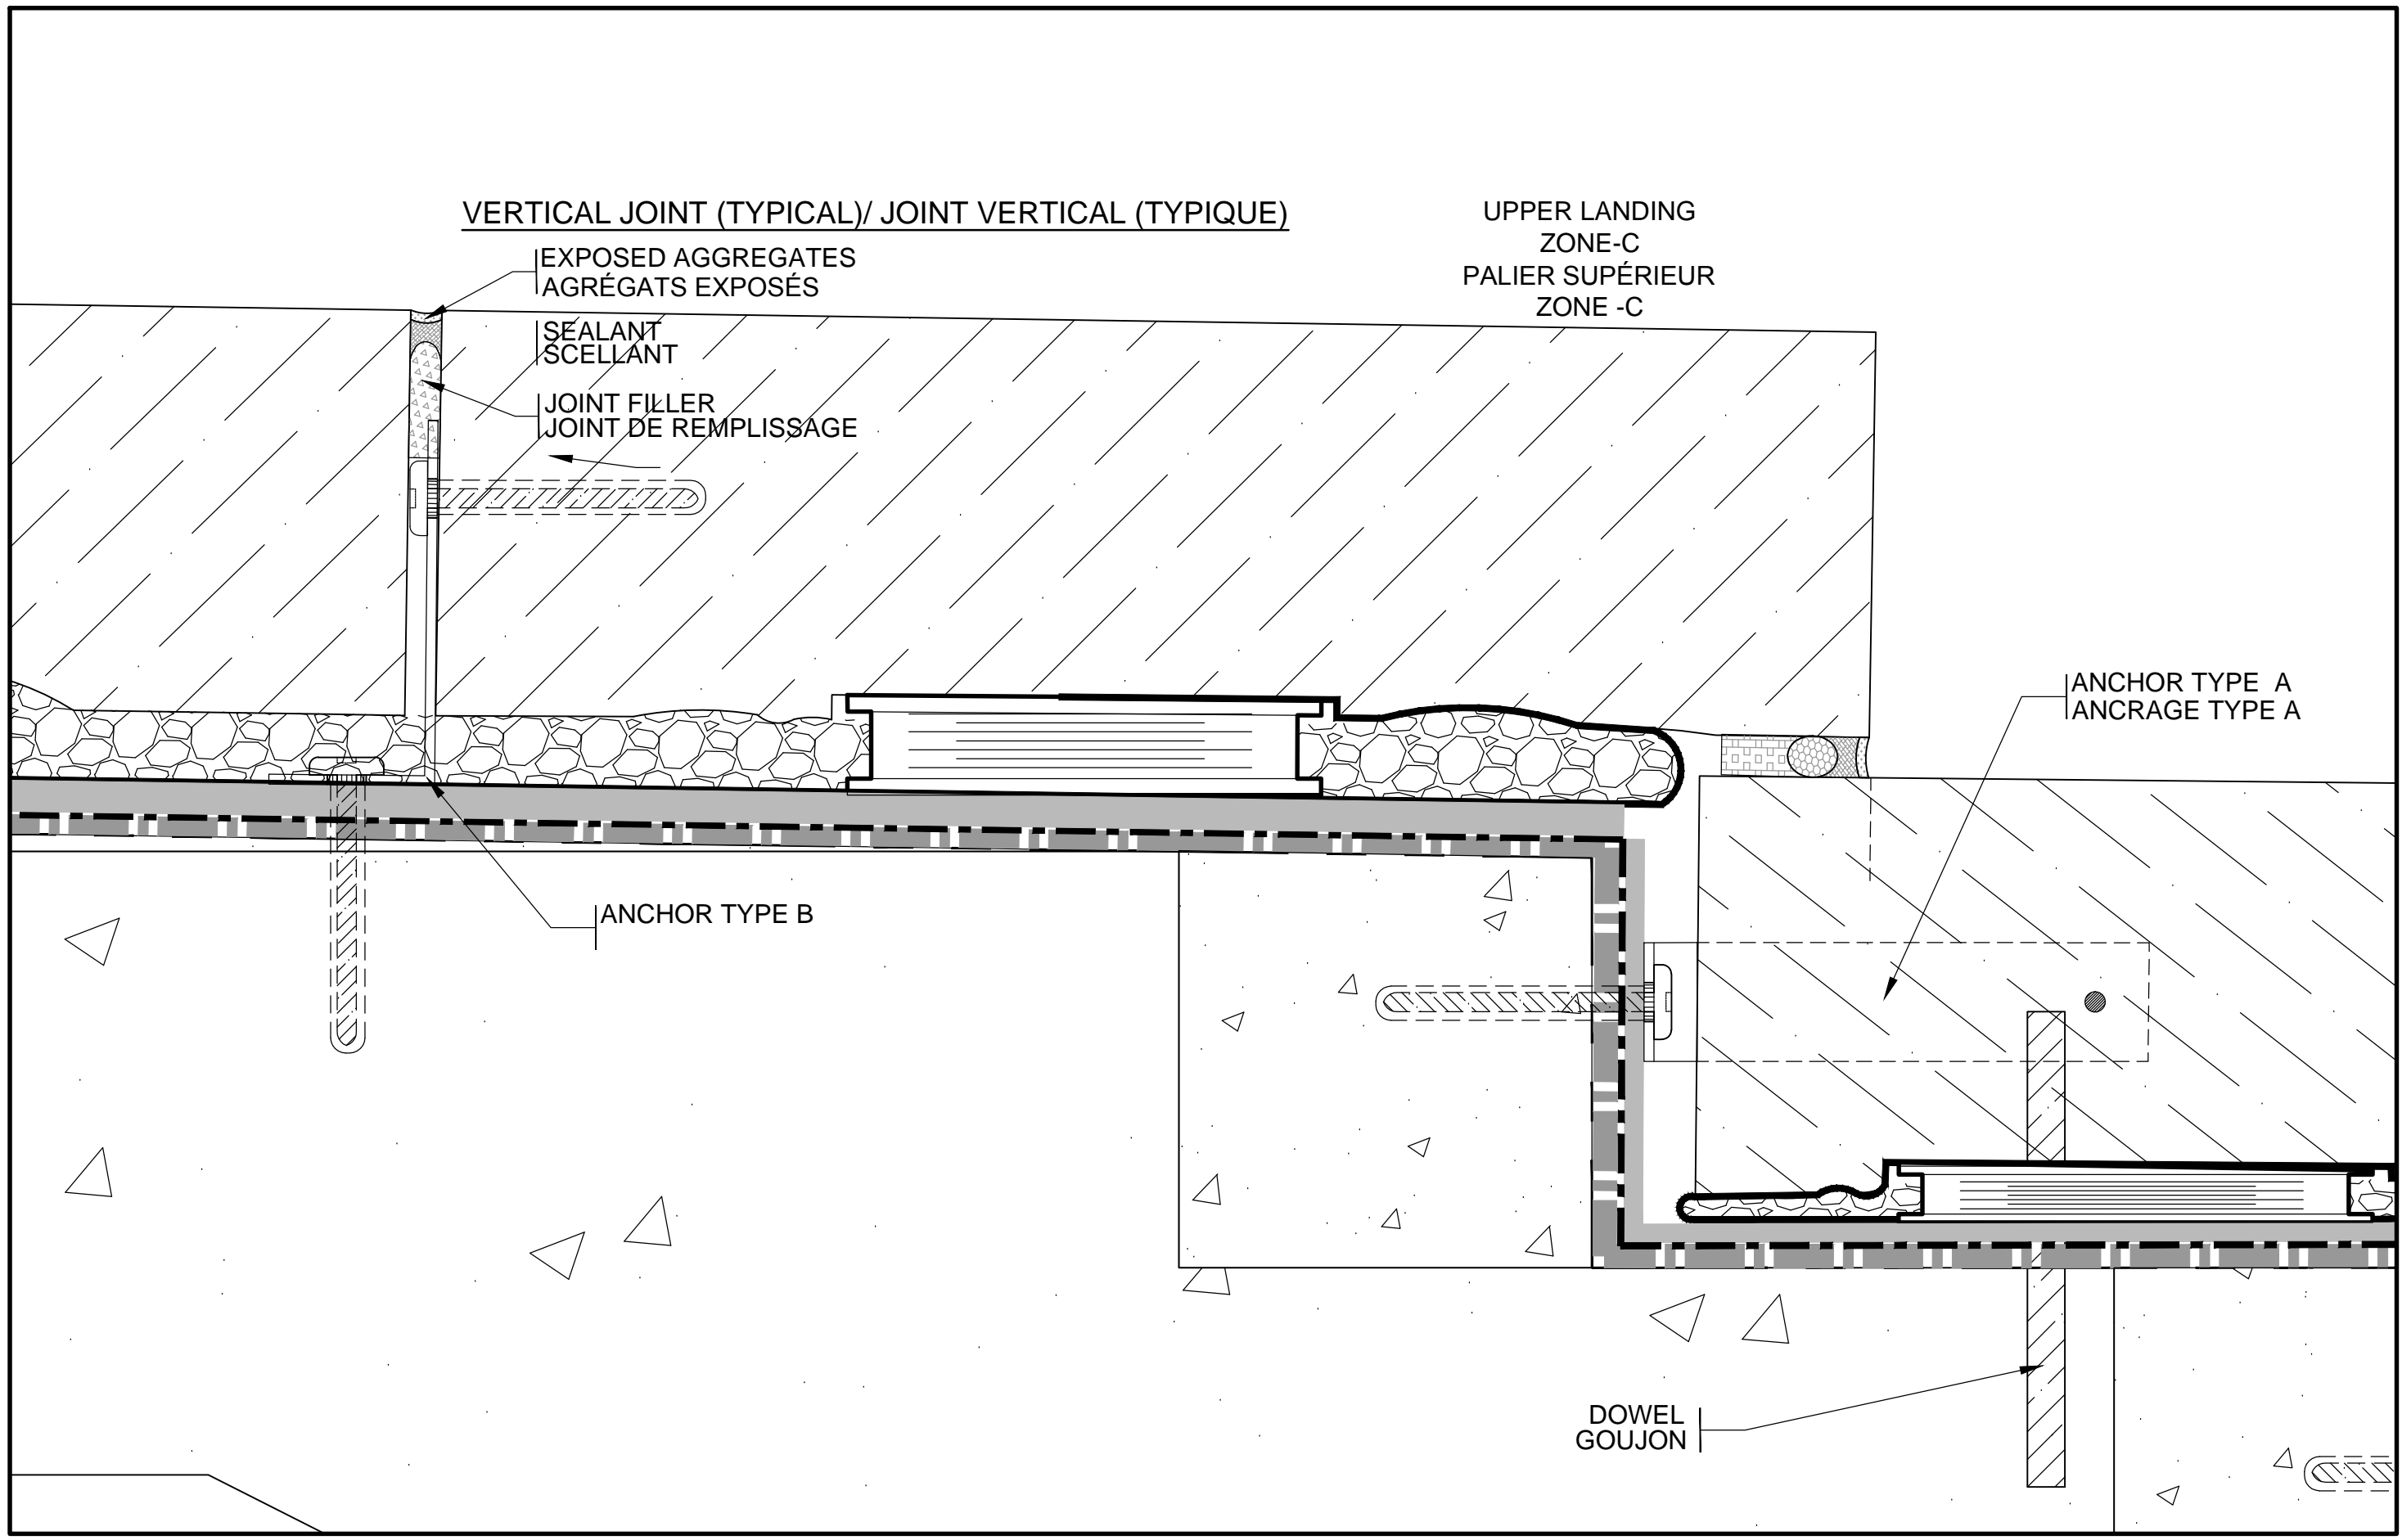 VERTICAL JOINT (TYPICAL)/ JOINT VERTICAL (TYPIQUE)
EXPOSED AGGREGATES
AGRÉGATS EXPOSÉS
SEALANT
SCELLANT
JOINT FILLER
JOINT DE REMPLISSAGE
UPPER LANDING
ZONE-C
PALIER SUPÉRIEUR
ZONE -C
ANCHOR TYPE A
ANCRAGE TYPE A
ANCHOR TYPE B
DOWEL
GOUJON